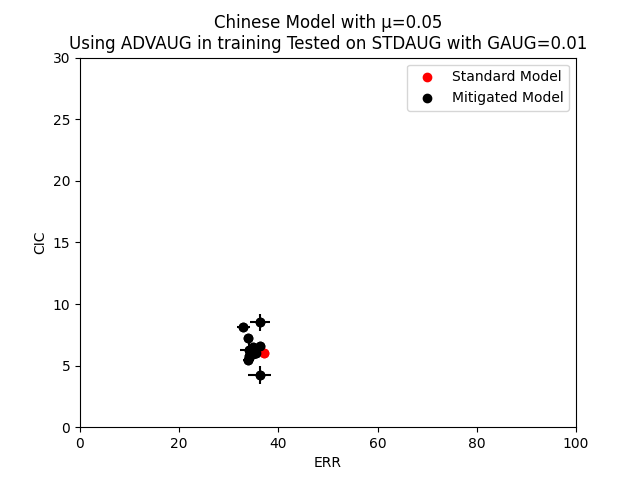 Chinese Model with μ=0.05
Using ADVAUG in training Tested on STDAUG with GAUG=0.01
Standard Model
Mitigated Model
30
25
20
15
10
5
0
CIC
0 20 40 60 80 100
ERR